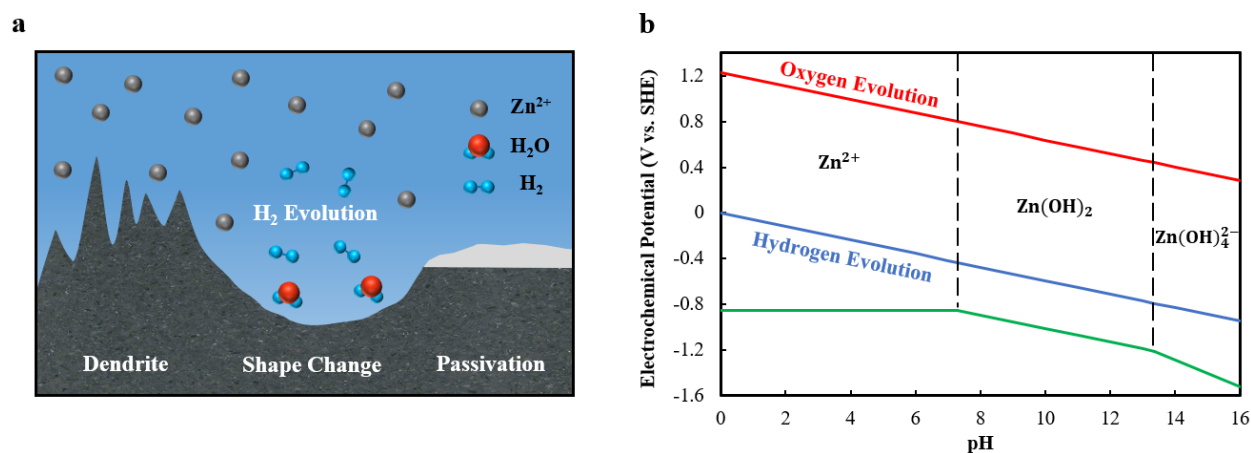 a
Zn²⁺
H₂O
H₂
H₂ Evolution
Dendrite
Shape Change
Passivation
b
Electrochemical Potential (V vs. SHE)
1.2
0.8
0.4
0
-0.4
-0.8
-1.2
-1.6
Oxygen Evolution
Zn²⁺
Zn(OH)₂
Zn(OH)₄²⁻
Hydrogen Evolution
0 2 4 6 8 10 12 14 16
pH